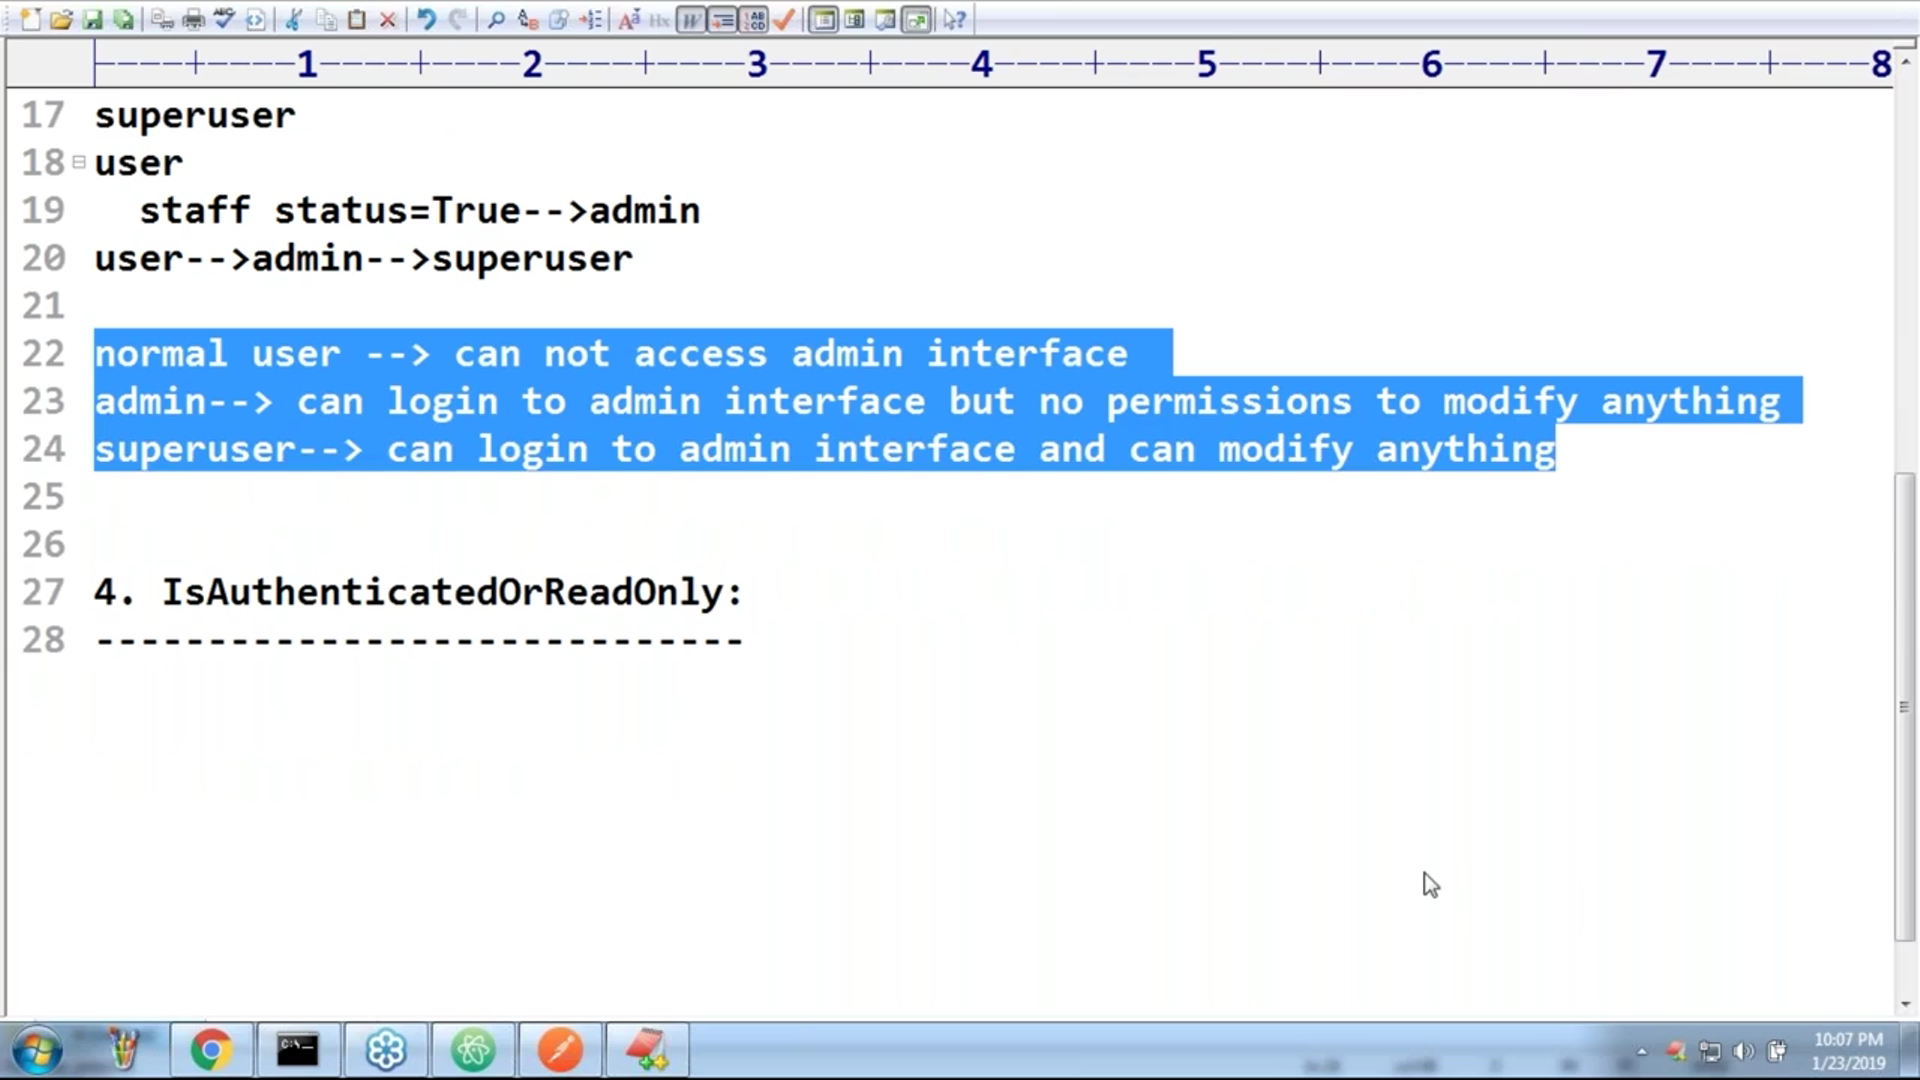 1 2 3 4 5 6 7 8
17 superuser
18 user
19 staff status=True-->admin
20 user-->admin-->superuser
21
22 normal user --> can not access admin interface
23 admin--> can login to admin interface but no permissions to modify anything
24 superuser--> can login to admin interface and can modify anything
25
26
27 4. IsAuthenticatedOrReadOnly:
28 -----------------------------
10:07 PM
1/23/2019